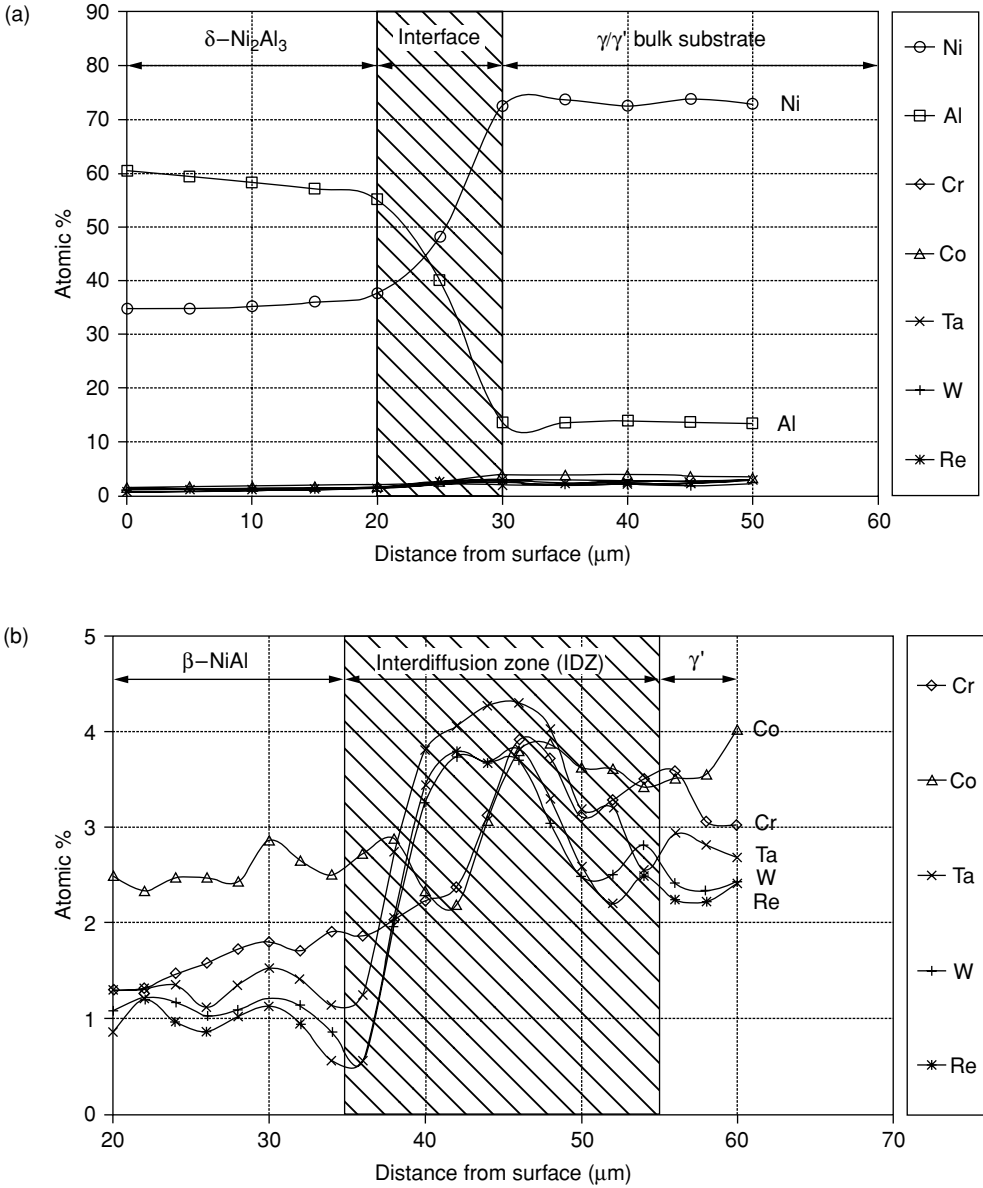 (a)
90
80
70
60
50
40
30
20
10
0
Atomic %
δ–Ni₂Al₃
Interface
γ/γ' bulk substrate
Ni
Al
0 10 20 30 40 50 60
Distance from surface (μm)
Ni
Al
Cr
Co
Ta
W
Re
(b)
5
4
3
2
1
0
Atomic %
β–NiAl
Interdiffusion zone (IDZ)
γ'
Co
Cr
Ta
W
Re
20 30 40 50 60 70
Distance from surface (μm)
Cr
Co
Ta
W
Re